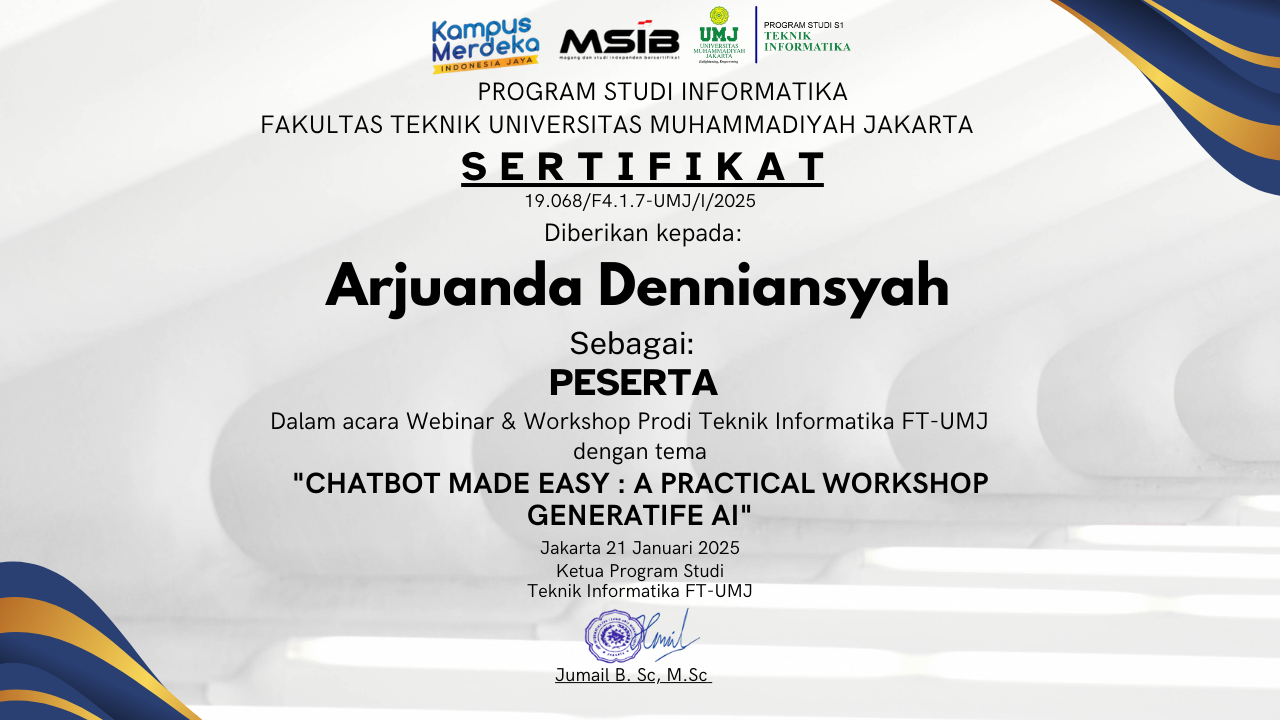 Kampus
Merdeka
INDONESIA JAYA
MSIB
magang dan studi independen bersertifikat
UMJ
UNIVERSITAS
MUHAMMADIYAH
JAKARTA
PROGRAM STUDI S1
TEKNIK
INFORMATIKA
PROGRAM STUDI INFORMATIKA
FAKULTAS TEKNIK UNIVERSITAS MUHAMMADIYAH JAKARTA
SERTIFIKAT
19.068/F4.1.7-UMJ/I/2025
Diberikan kepada:
Arjuanda Denniansyah
Sebagai:
PESERTA
Dalam acara Webinar & Workshop Prodi Teknik Informatika FT-UMJ
dengan tema
"CHATBOT MADE EASY : A PRACTICAL WORKSHOP
GENERATIFE AI"
Jakarta 21 Januari 2025
Ketua Program Studi
Teknik Informatika FT-UMJ
Jumail B. Sc, M.Sc